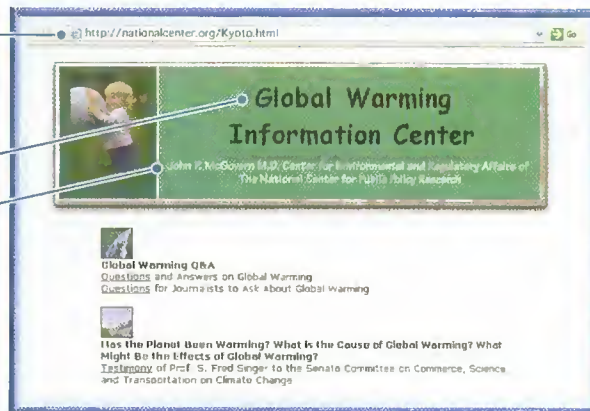 http://nationalcenter.org/Kyoto.html
Go
Global Warming
Information Center
John P. McGovern M.D. Center for Environmental and Regulatory Affairs of
The National Center for Public Policy Research
Global Warming Q&A
Questions and Answers on Global Warming
Questions for Journalists to Ask About Global Warming
Has the Planet Been Warming? What is the Cause of Global Warming? What
Might Be the Effects of Global Warming?
Testimony of Prof. S. Fred Singer to the Senate Committee on Commerce, Science
and Transportation on Climate Change